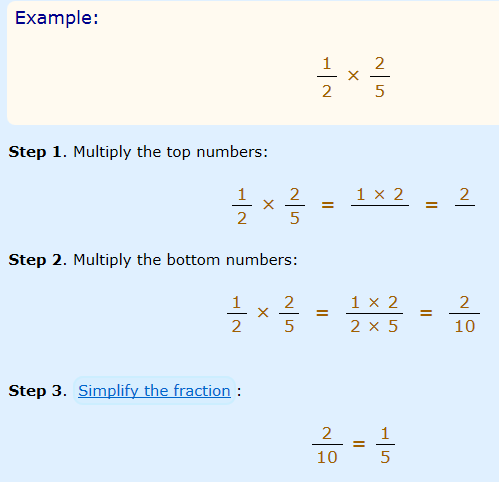 Example:
1/2 × 2/5
Step 1. Multiply the top numbers:
1/2 × 2/5 = 1 × 2/ = 2/
Step 2. Multiply the bottom numbers:
1/2 × 2/5 = 1 × 2/2 × 5 = 2/10
Step 3. Simplify the fraction :
2/10 = 1/5